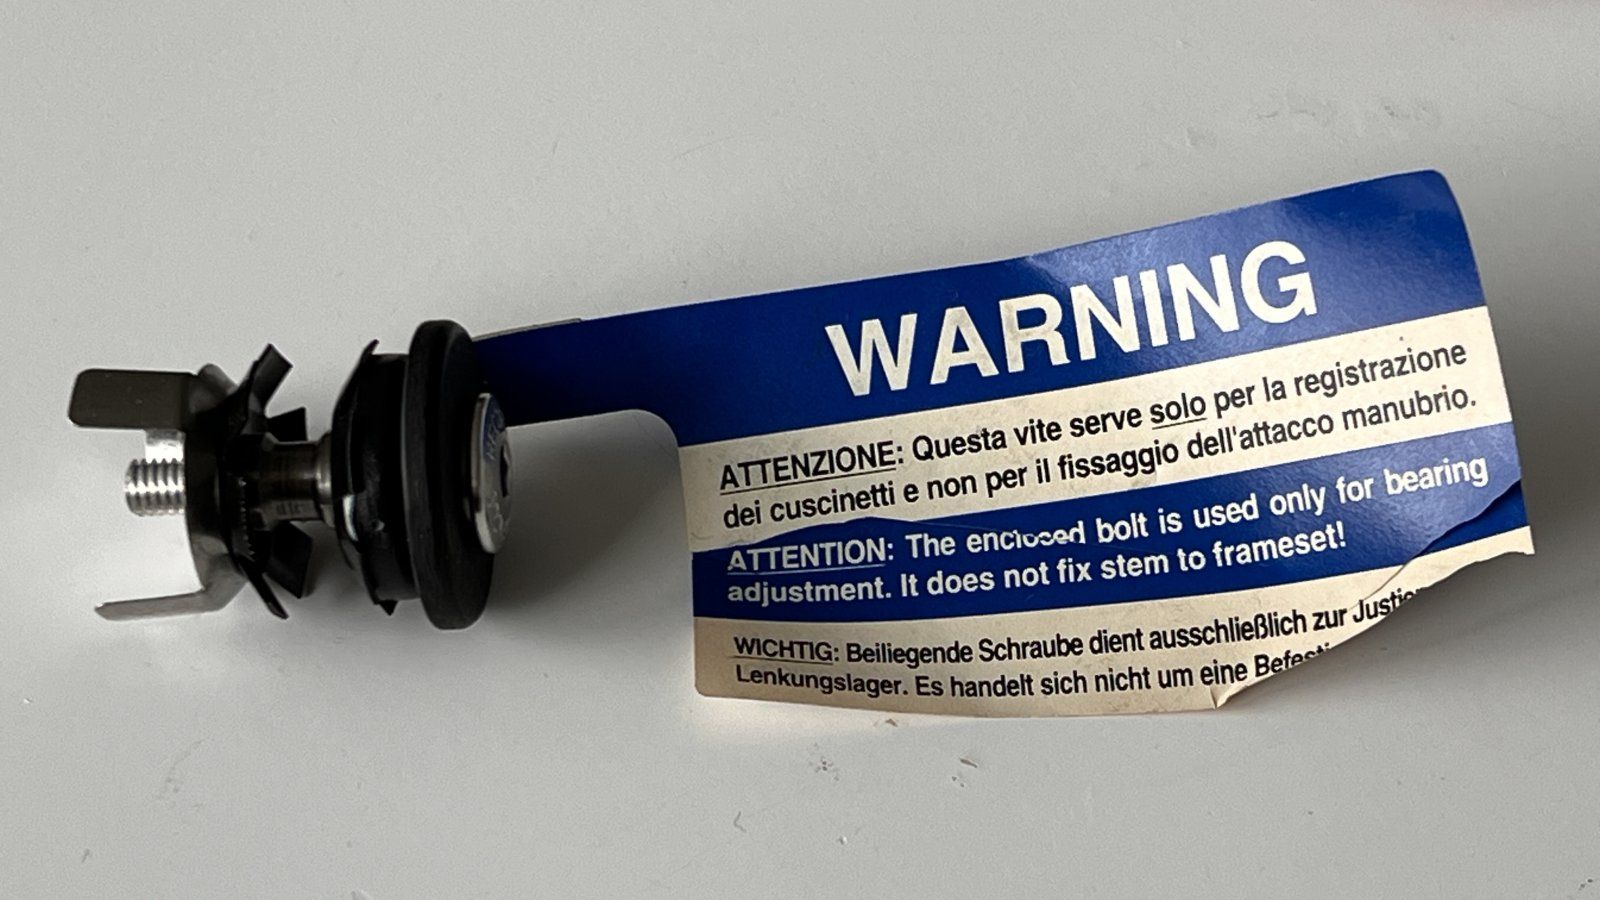 WARNING
ATTENZIONE: Questa vite serve solo per la registrazione
dei cuscinetti e non per il fissaggio dell'attacco manubrio.
ATTENTION: The enclosed bolt is used only for bearing
adjustment. It does not fix stem to frameset!
WICHTIG: Beiliegende Schraube dient ausschließlich zur
Lenkungslager. Es handelt sich nicht um eine